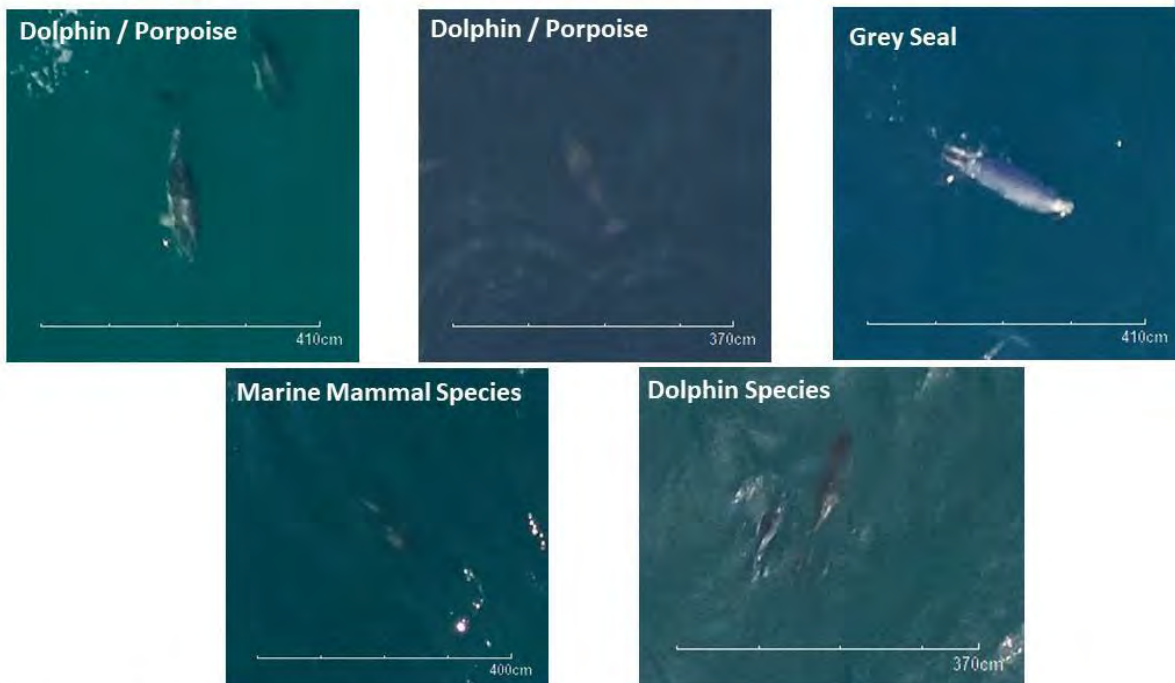 Dolphin / Porpoise
Dolphin / Porpoise
Grey Seal
410cm
370cm
410cm
Marine Mammal Species
Dolphin Species
400cm
370cm